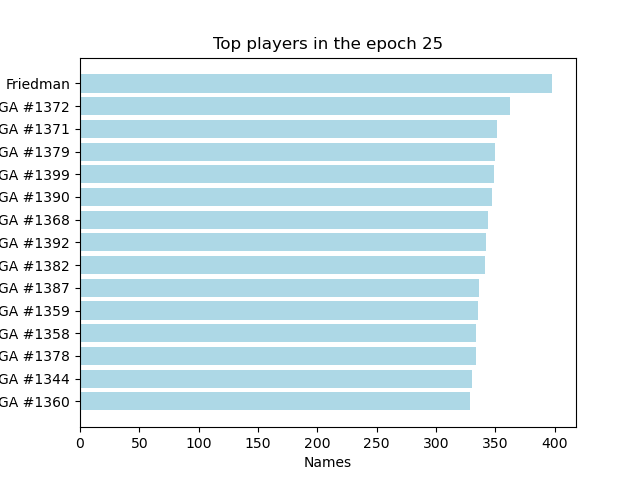 Top players in the epoch 25
Friedman
GA #1372
GA #1371
GA #1379
GA #1399
GA #1390
GA #1368
GA #1392
GA #1382
GA #1387
GA #1359
GA #1358
GA #1378
GA #1344
GA #1360
0 50 100 150 200 250 300 350 400
Names